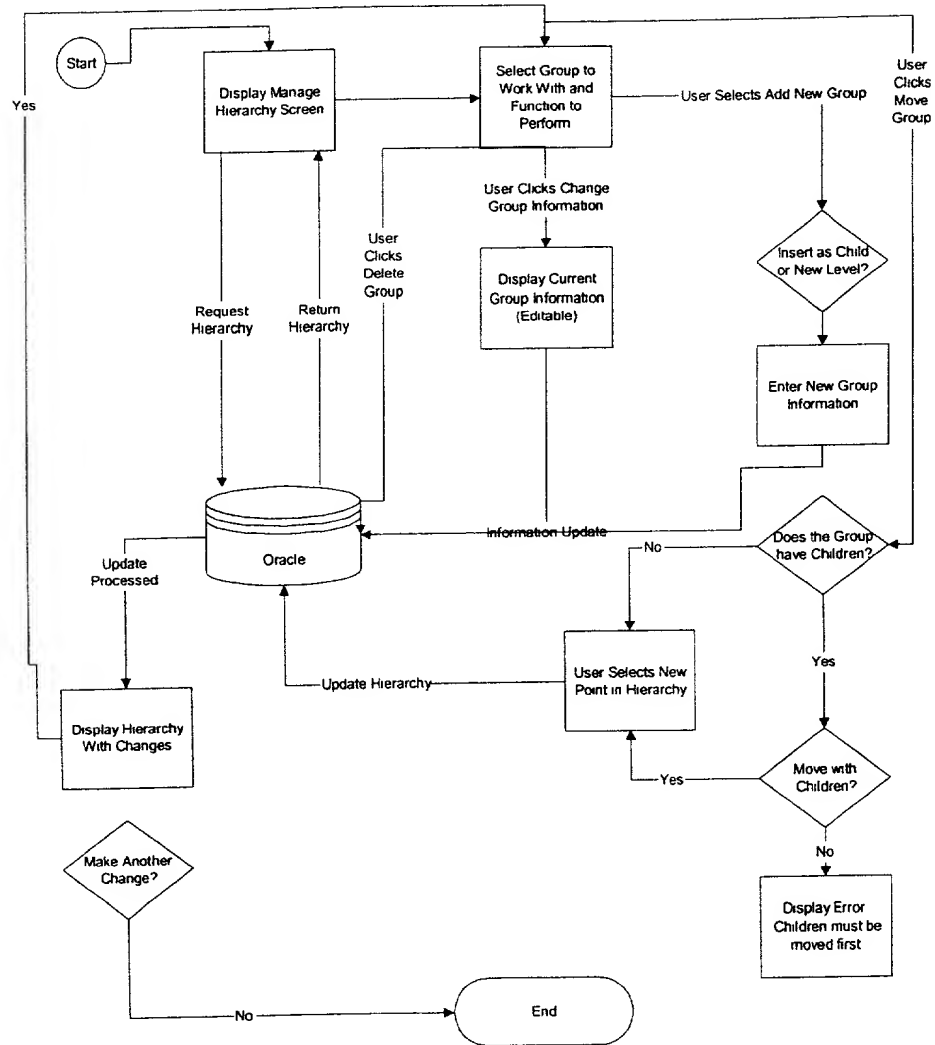 Start
Yes
Display Manage
Hierarchy Screen
Select Group to
Work With and
Function to
Perform
User Selects Add New Group
User
Clicks
Move
Group
User Clicks Change
Group Information
User
Clicks
Delete
Group
Insert as Child
or New Level?
Display Current
Group Information
(Editable)
Request
Hierarchy
Return
Hierarchy
Enter New Group
Information
Oracle
Information Update
Does the Group
have Children?
No
Update
Processed
Yes
User Selects New
Point in Hierarchy
Update Hierarchy
Display Hierarchy
With Changes
Move with
Children?
Yes
No
Make Another
Change?
Display Error
Children must be
moved first
No
End